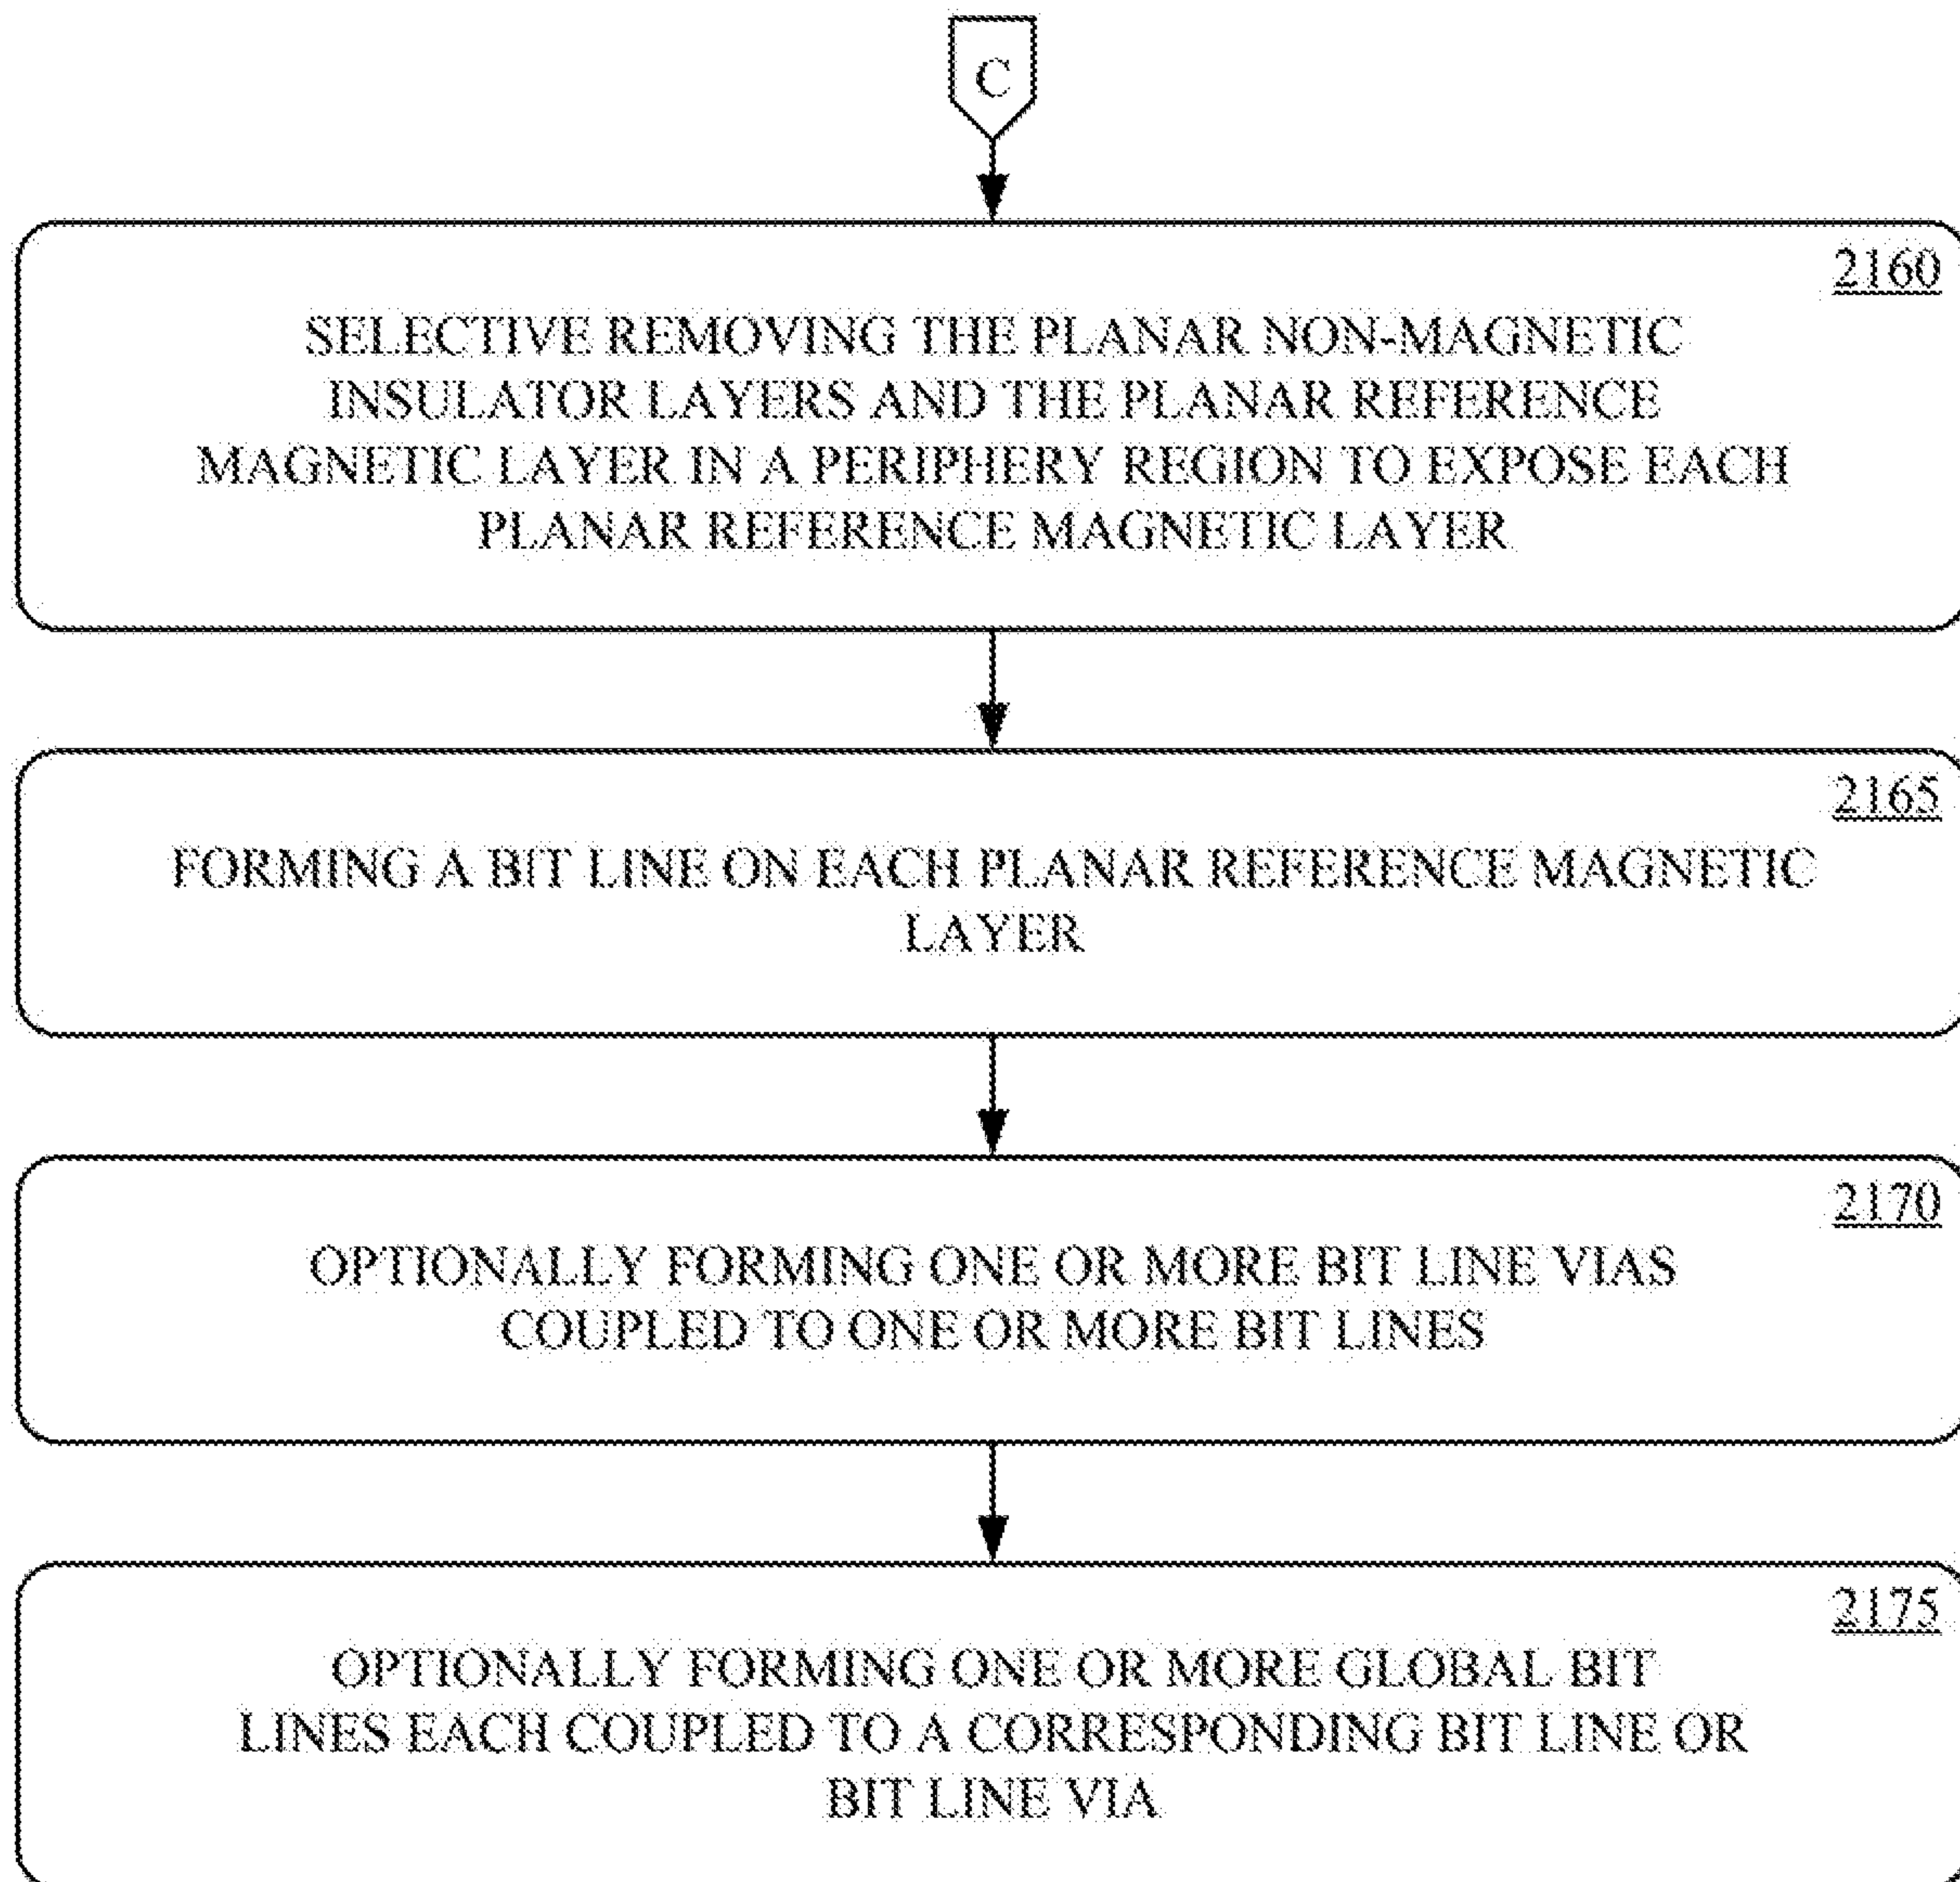 C
2160
SELECTIVE REMOVING THE PLANAR NON-MAGNETIC
INSULATOR LAYERS AND THE PLANAR REFERENCE
MAGNETIC LAYER IN A PERIPHERY REGION TO EXPOSE EACH
PLANAR REFERENCE MAGNETIC LAYER
2165
FORMING A BIT LINE ON EACH PLANAR REFERENCE MAGNETIC
LAYER
2170
OPTIONALLY FORMING ONE OR MORE BIT LINE VIAS
COUPLED TO ONE OR MORE BIT LINES
2175
OPTIONALLY FORMING ONE OR MORE GLOBAL BIT
LINES EACH COUPLED TO A CORRESPONDING BIT LINE OR
BIT LINE VIA